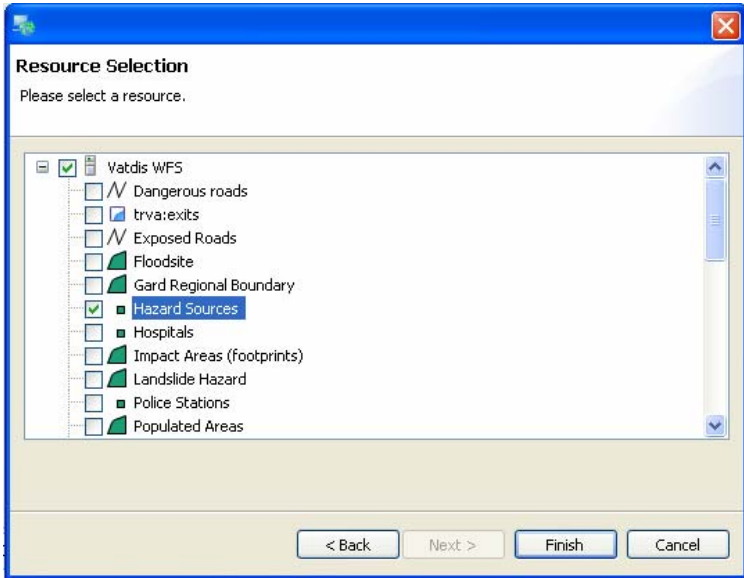 Resource Selection
Please select a resource.
Vatdis WFS
Dangerous roads
trva:exits
Exposed Roads
Floodsite
Gard Regional Boundary
Hazard Sources
Hospitals
Impact Areas (footprints)
Landslide Hazard
Police Stations
Populated Areas
< Back Next > Finish Cancel